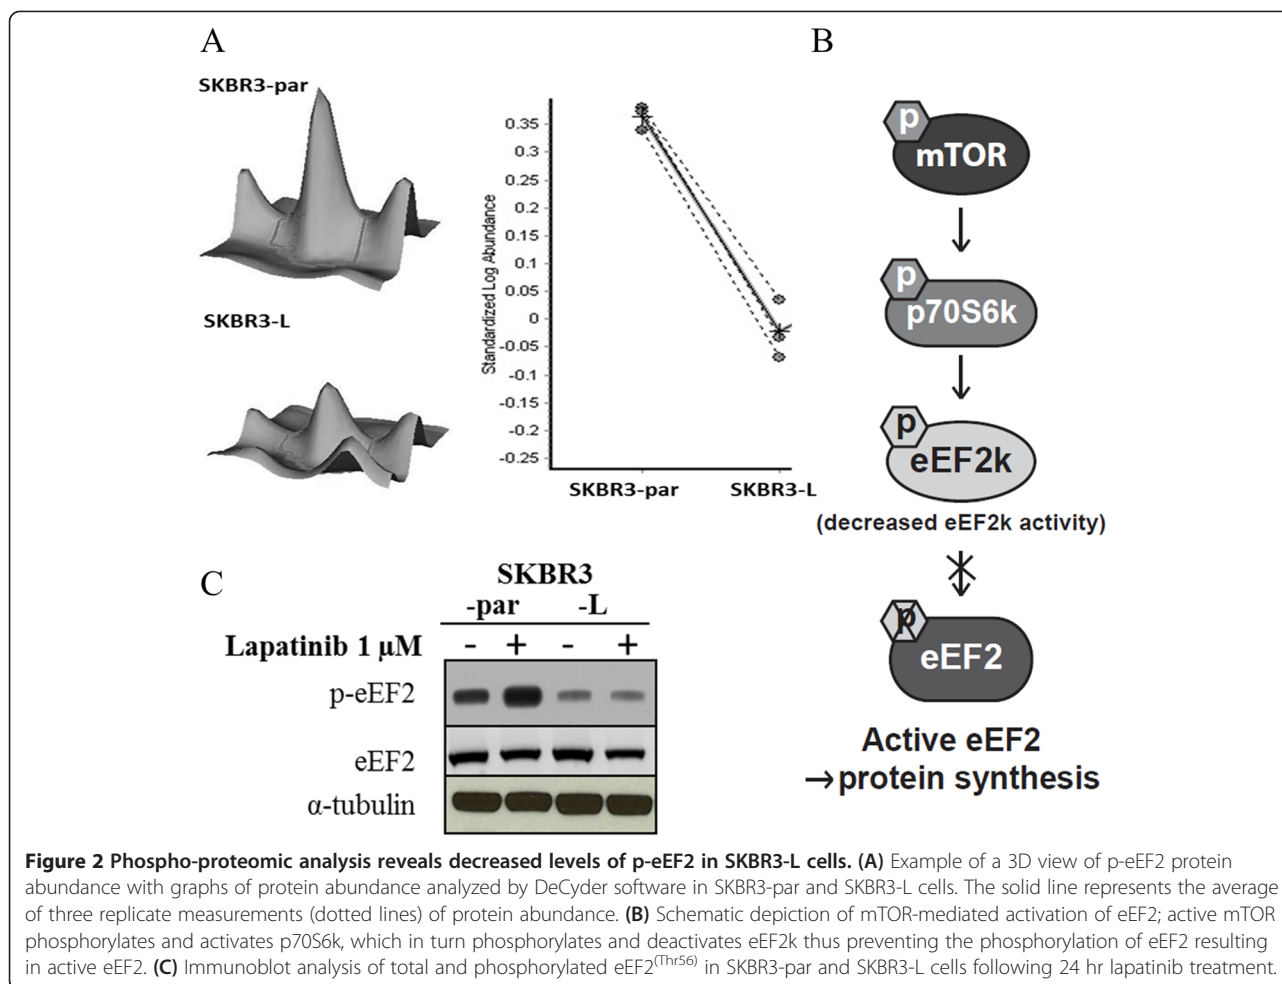 A
SKBR3-par
SKBR3-L
Standardized Log Abundance
0.35
0.3
0.25
0.2
0.15
0.1
0.05
0
-0.05
-0.1
-0.15
-0.2
-0.25
SKBR3-par SKBR3-L
B
p
mTOR
p
p70S6k
p
eEF2k
(decreased eEF2k activity)
p
eEF2
Active eEF2
→protein synthesis
C
SKBR3
-par -L
Lapatinib 1 µM - + - +
p-eEF2
eEF2
α-tubulin
Figure 2 Phospho-proteomic analysis reveals decreased levels of p-eEF2 in SKBR3-L cells. (A) Example of a 3D view of p-eEF2 protein
abundance with graphs of protein abundance analyzed by DeCyder software in SKBR3-par and SKBR3-L cells. The solid line represents the average
of three replicate measurements (dotted lines) of protein abundance. (B) Schematic depiction of mTOR-mediated activation of eEF2; active mTOR
phosphorylates and activates p70S6k, which in turn phosphorylates and deactivates eEF2k thus preventing the phosphorylation of eEF2 resulting
in active eEF2. (C) Immunoblot analysis of total and phosphorylated eEF2(Thr56) in SKBR3-par and SKBR3-L cells following 24 hr lapatinib treatment.